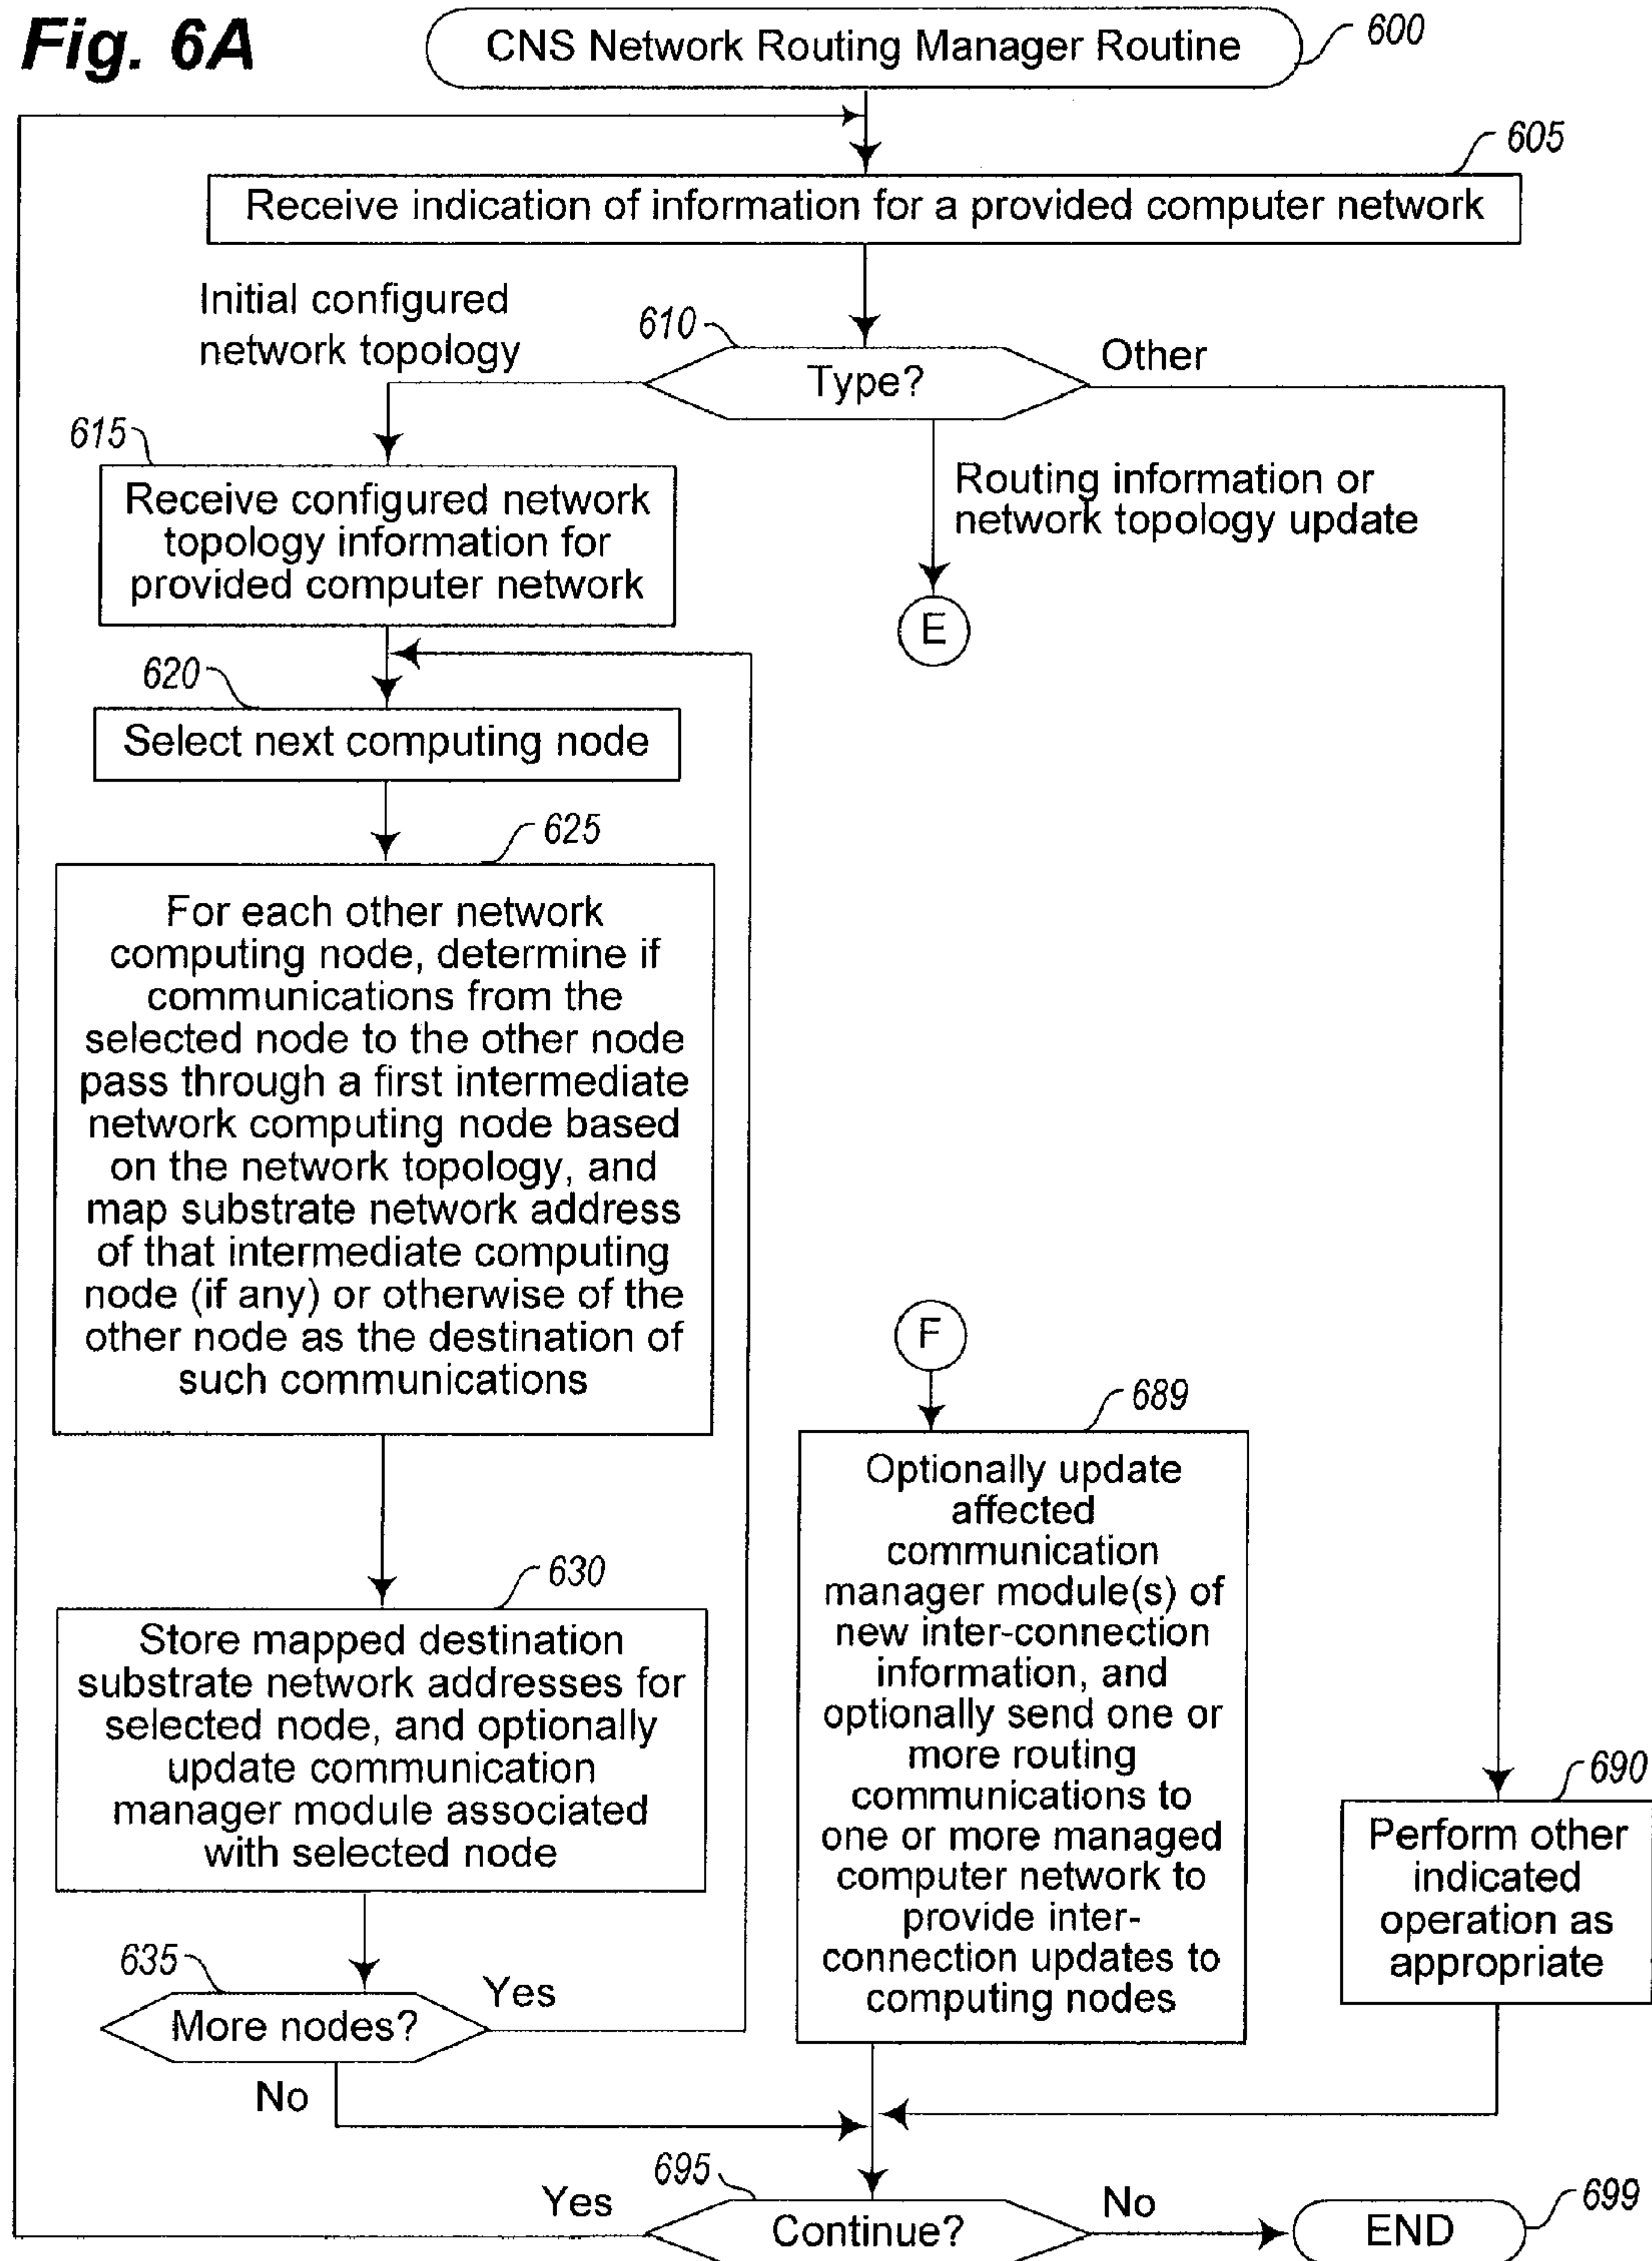 Fig. 6A
CNS Network Routing Manager Routine
600
605
Receive indication of information for a provided computer network
Initial configured
network topology
610
Type?
Other
615
Receive configured network
topology information for
provided computer network
Routing information or
network topology update
E
620
Select next computing node
625
For each other network
computing node, determine if
communications from the
selected node to the other node
pass through a first intermediate
network computing node based
on the network topology, and
map substrate network address
of that intermediate computing
node (if any) or otherwise of the
other node as the destination of
such communications
F
689
Optionally update
affected
communication
manager module(s) of
new inter-connection
information, and
optionally send one or
more routing
communications to
one or more managed
computer network to
provide inter-
connection updates to
computing nodes
630
Store mapped destination
substrate network addresses for
selected node, and optionally
update communication
manager module associated
with selected node
690
Perform other
indicated
operation as
appropriate
635
More nodes?
Yes
No
695
Yes
Continue?
No
END
699